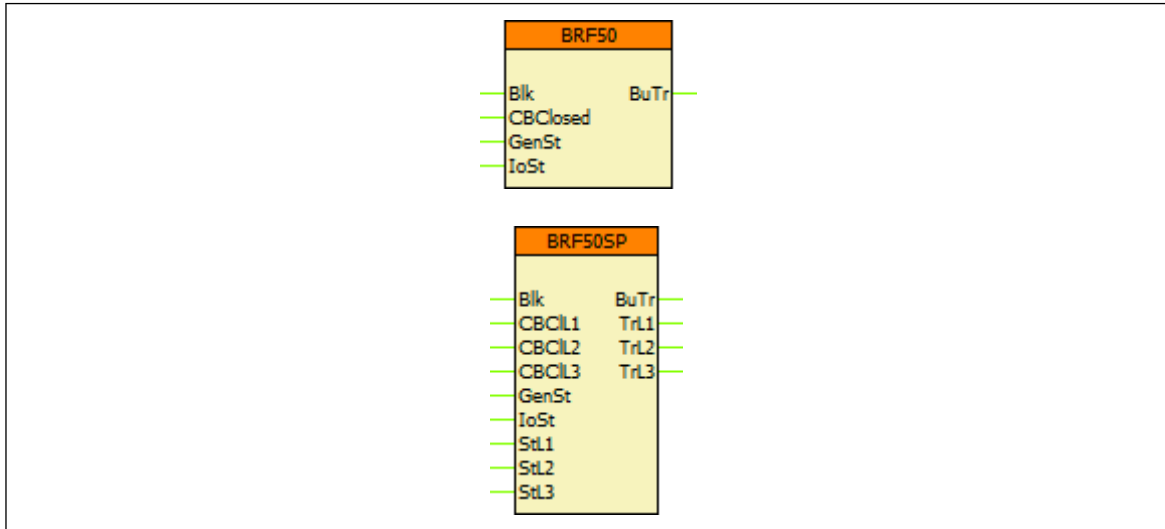 BRF50
Blk BuTr
CBClosed
GenSt
IoSt
BRF50SP
Blk BuTr
CBClL1 TrL1
CBClL2 TrL2
CBClL3 TrL3
GenSt
IoSt
StL1
StL2
StL3